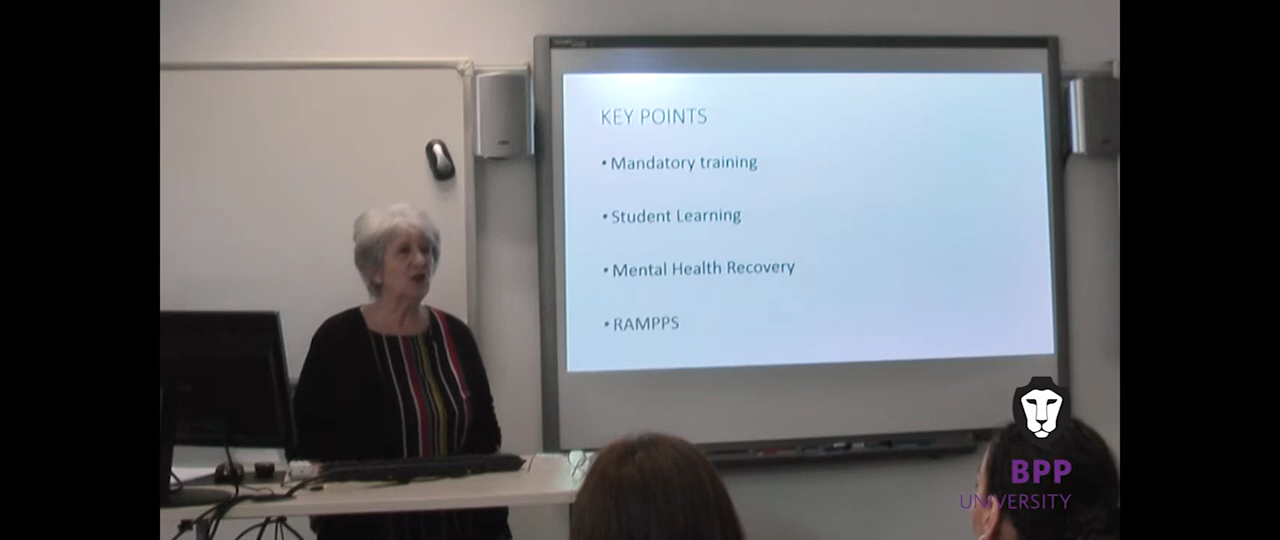 KEY POINTS
• Mandatory training
• Student Learning
• Mental Health Recovery
• RAMPPS
BPP
UNIVERSITY